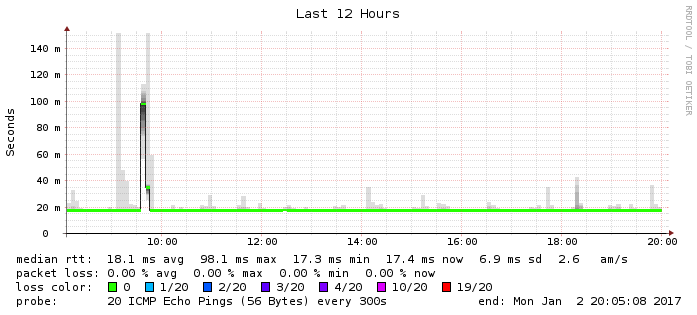 Last 12 Hours
RRDTOOL / TOBI OETIKER
Seconds
140 m
120 m
100 m
80 m
60 m
40 m
20 m
0
10:00 12:00 14:00 16:00 18:00 20:00
median rtt: 18.1 ms avg 98.1 ms max 17.3 ms min 17.4 ms now 6.9 ms sd 2.6 am/s
packet loss: 0.00 % avg 0.00 % max 0.00 % min 0.00 % now
loss color: 0 1/20 2/20 3/20 4/20 10/20 19/20
probe: 20 ICMP Echo Pings (56 Bytes) every 300s end: Mon Jan 2 20:05:08 2017